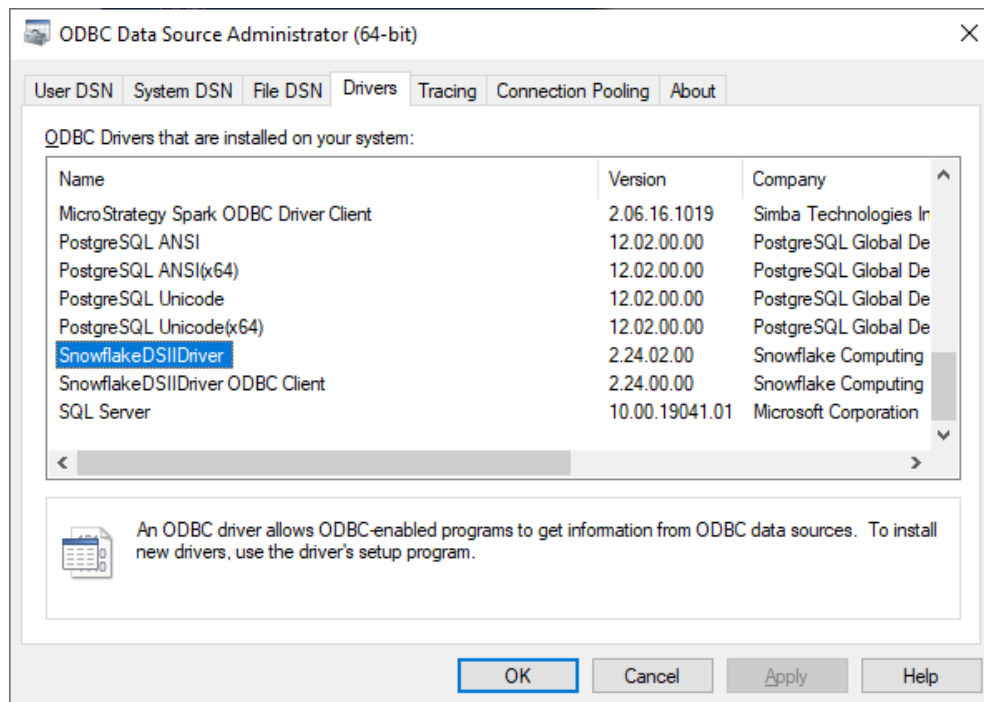 ODBC Data Source Administrator (64-bit)
User DSN System DSN File DSN Drivers Tracing Connection Pooling About
ODBC Drivers that are installed on your system:
Name Version Company
MicroStrategy Spark ODBC Driver Client 2.06.16.1019 Simba Technologies In
PostgreSQL ANSI 12.02.00.00 PostgreSQL Global De
PostgreSQL ANSI(x64) 12.02.00.00 PostgreSQL Global De
PostgreSQL Unicode 12.02.00.00 PostgreSQL Global De
PostgreSQL Unicode(x64) 12.02.00.00 PostgreSQL Global De
SnowflakeDSIIDriver 2.24.02.00 Snowflake Computing
SnowflakeDSIIDriver ODBC Client 2.24.00.00 Snowflake Computing
SQL Server 10.00.19041.01 Microsoft Corporation
An ODBC driver allows ODBC-enabled programs to get information from ODBC data sources. To install
new drivers, use the driver's setup program.
OK Cancel Apply Help